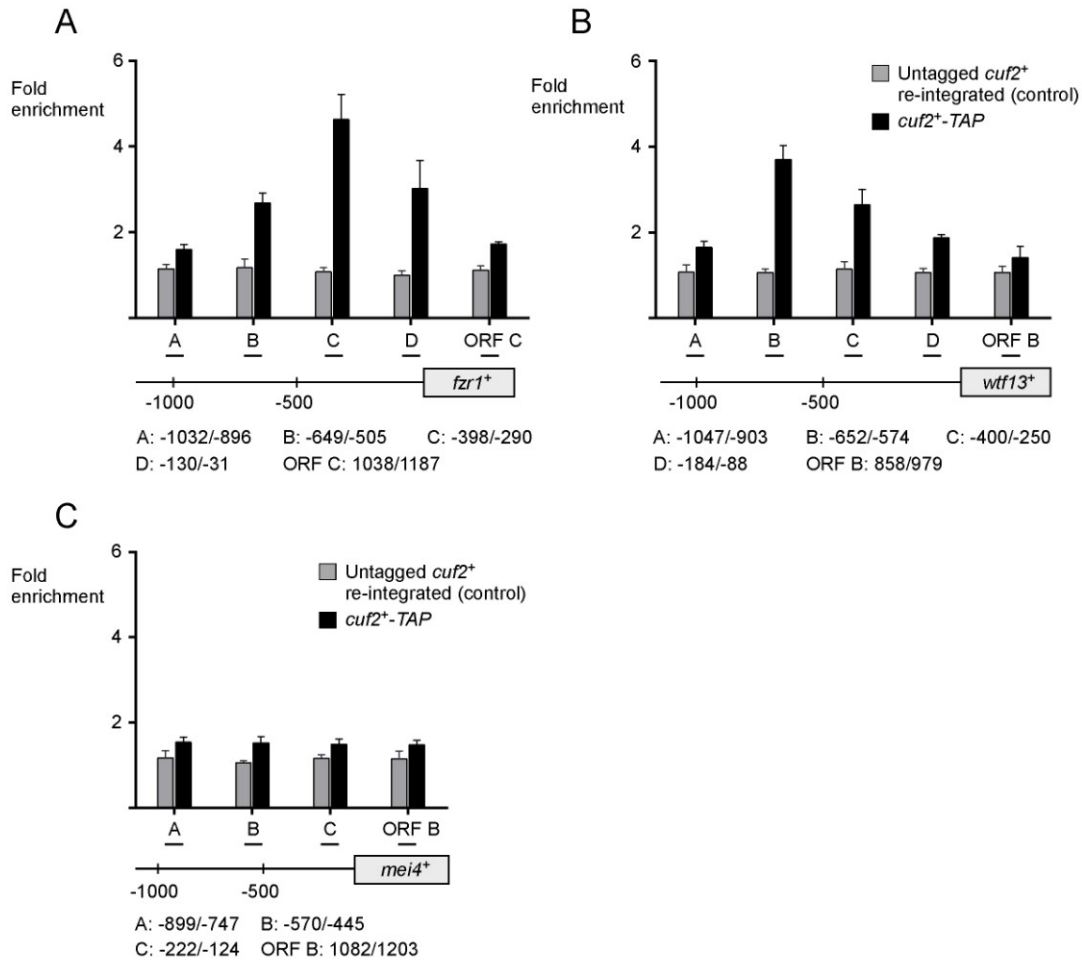 A
Fold
enrichment
6
4
2
A B C D ORF C
fzr1+
-1000 -500
A: -1032/-896 B: -649/-505 C: -398/-290
D: -130/-31 ORF C: 1038/1187
B
Fold
enrichment
6
4
2
Untagged cuf2+
re-integrated (control)
cuf2+-TAP
A B C D ORF B
wtf13+
-1000 -500
A: -1047/-903 B: -652/-574 C: -400/-250
D: -184/-88 ORF B: 858/979
C
Fold
enrichment
6
4
2
Untagged cuf2+
re-integrated (control)
cuf2+-TAP
A B C ORF B
mei4+
-1000 -500
A: -899/-747 B: -570/-445
C: -222/-124 ORF B: 1082/1203